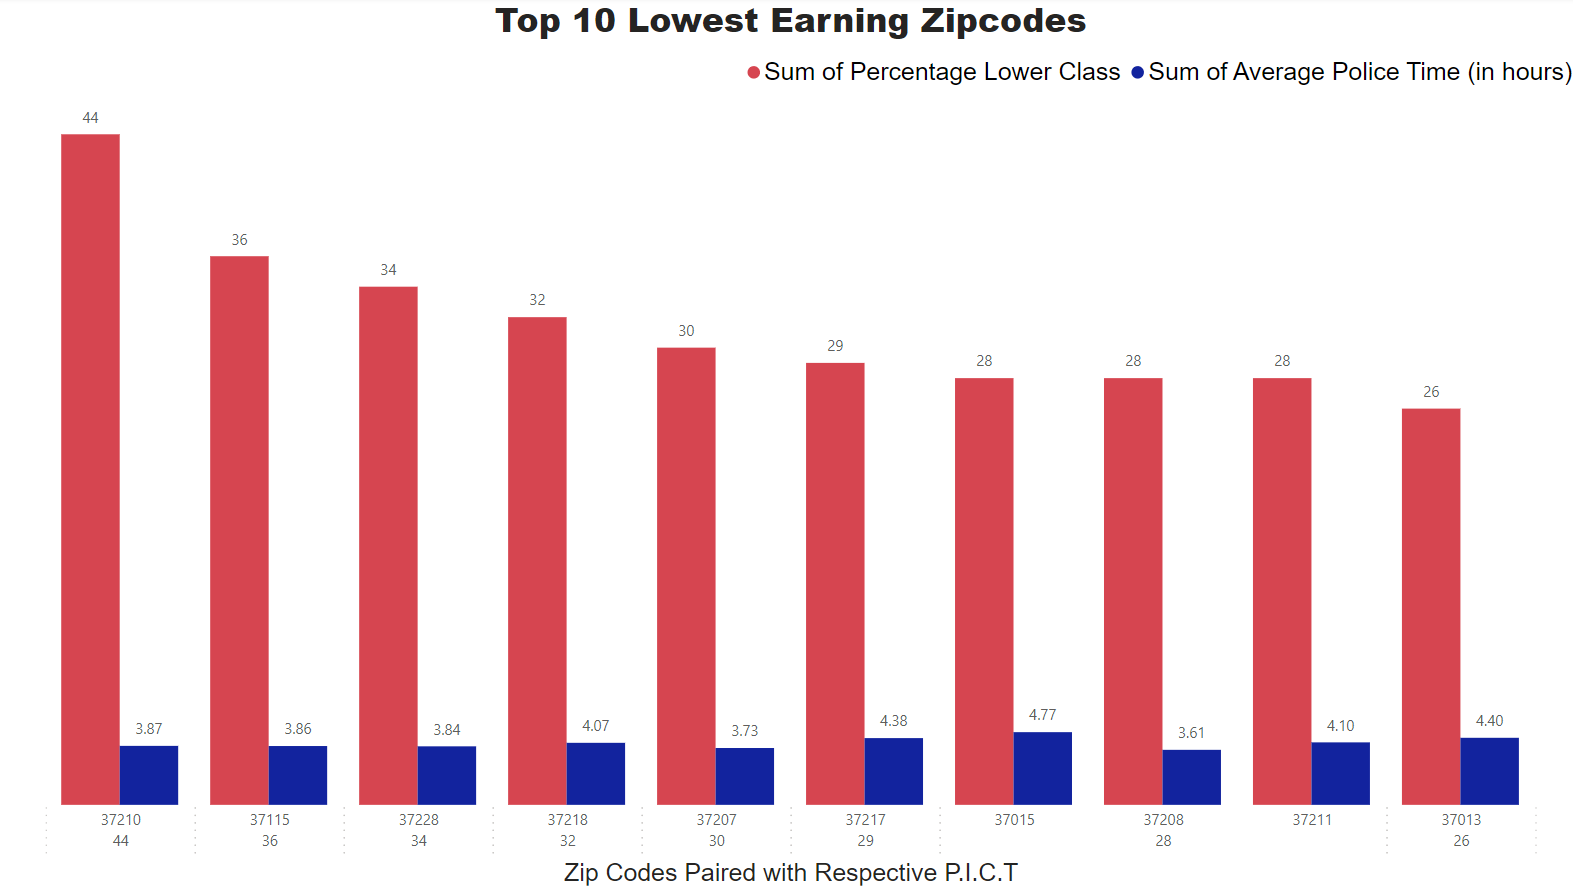 Top 10 Lowest Earning Zipcodes
Sum of Percentage Lower Class Sum of Average Police Time (in hours)
44
36
34
32
30
29
28 28 28
26
3.87 3.86 3.84 4.07 3.73 4.38 4.77 3.61 4.10 4.40
37210 37115 37228 37218 37207 37217 37015 37208 37211 37013
44 36 34 32 30 29 28 26
Zip Codes Paired with Respective P.I.C.T